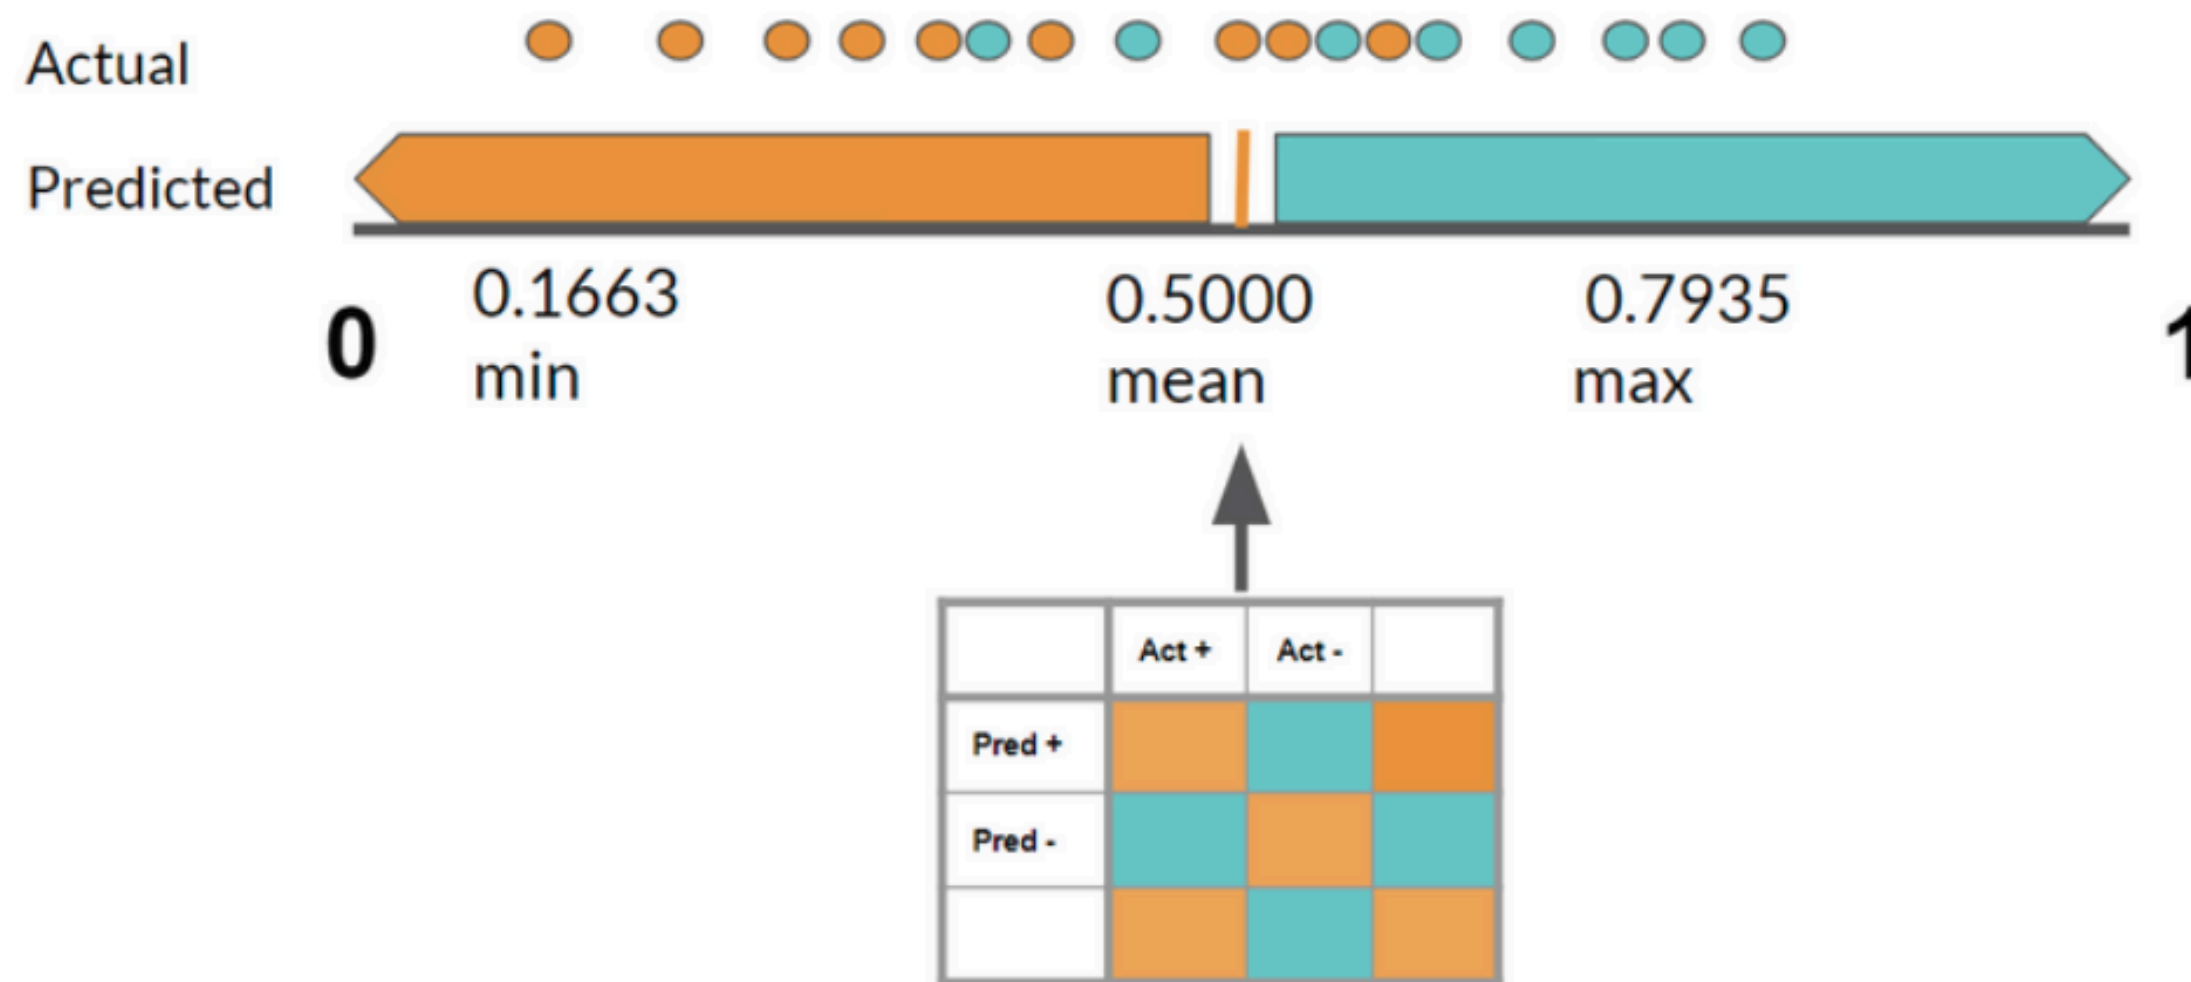 Actual
Predicted
0
0.1663
min
0.5000
mean
0.7935
max
1
Act +
Act -
Pred +
Pred -